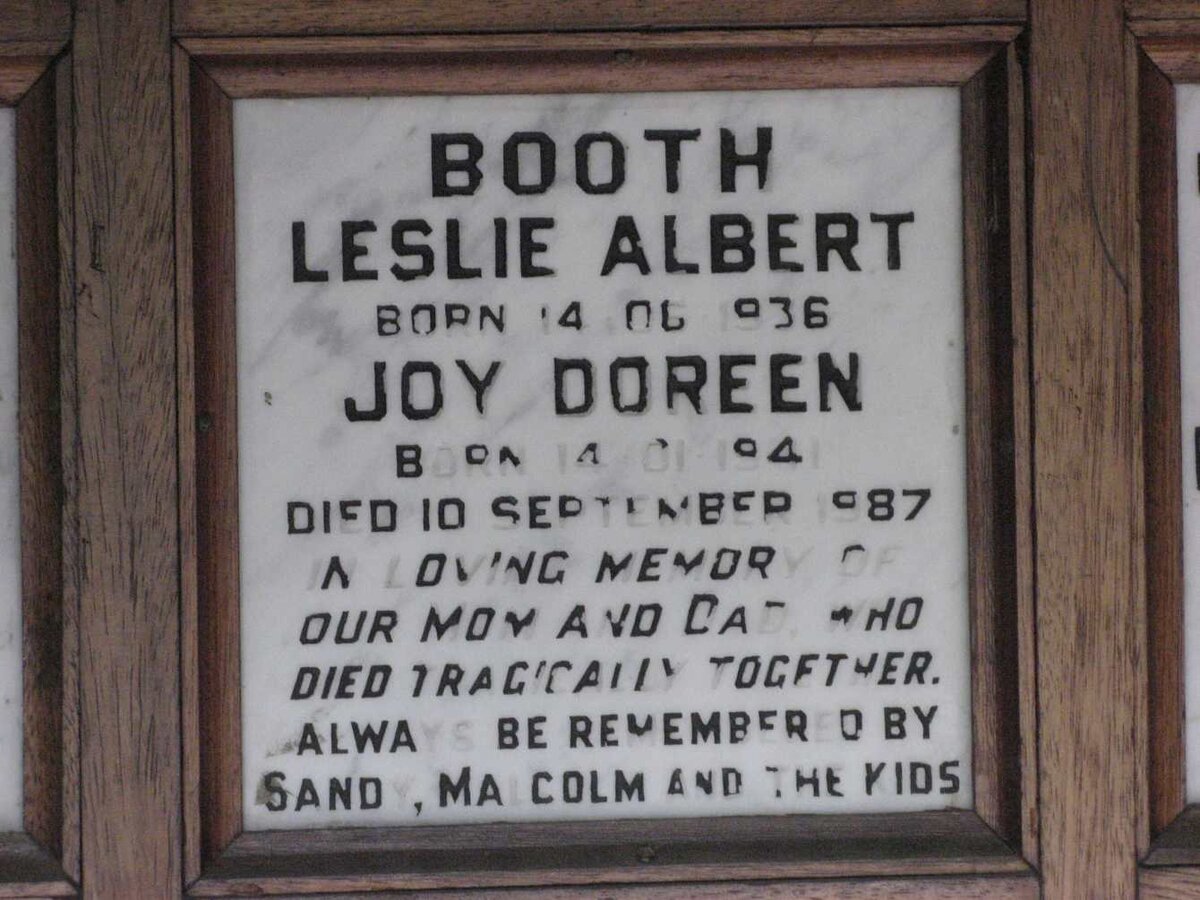 BOOTH
LESLIE ALBERT
BORN 14.06.1936
JOY DOREEN
BORN 14.01.1941
DIED 10 SEPTEMBER 1987
IN LOVING MEMORY OF
OUR MOM AND DAD, WHO
DIED TRAGICALLY TOGETHER.
ALWAYS BE REMEMBERED BY
SANDY, MALCOLM AND THE KIDS